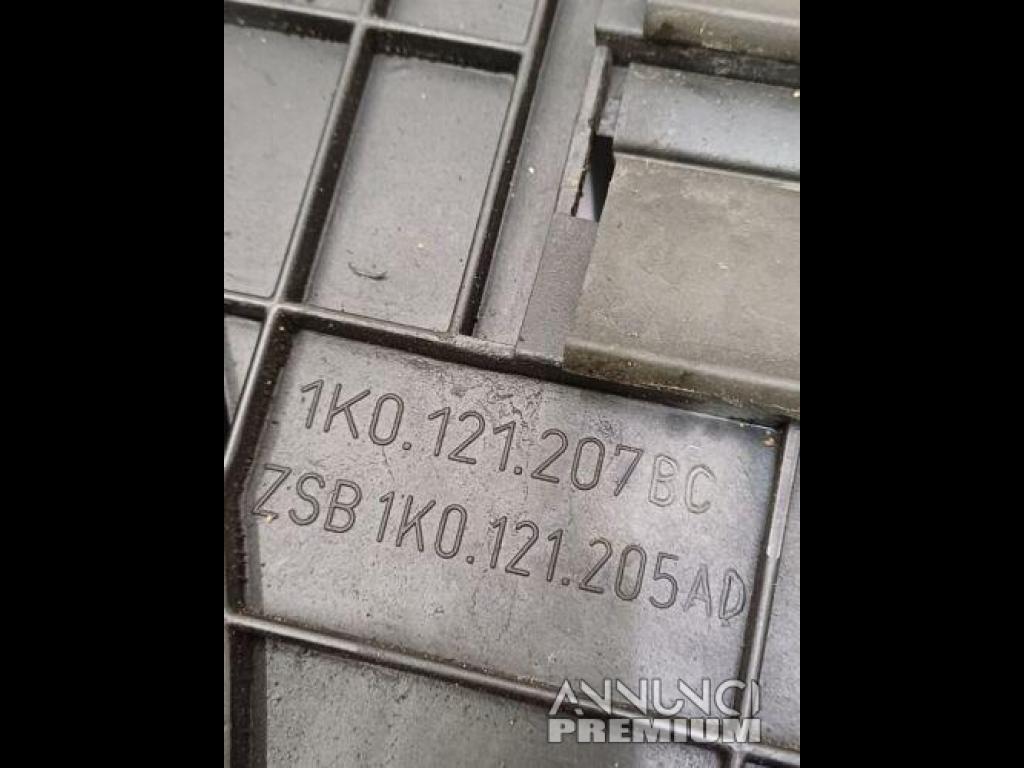 1K0.121.207BC
ZSB 1K0.121.205AD
ANNUNCI
PREMIUM